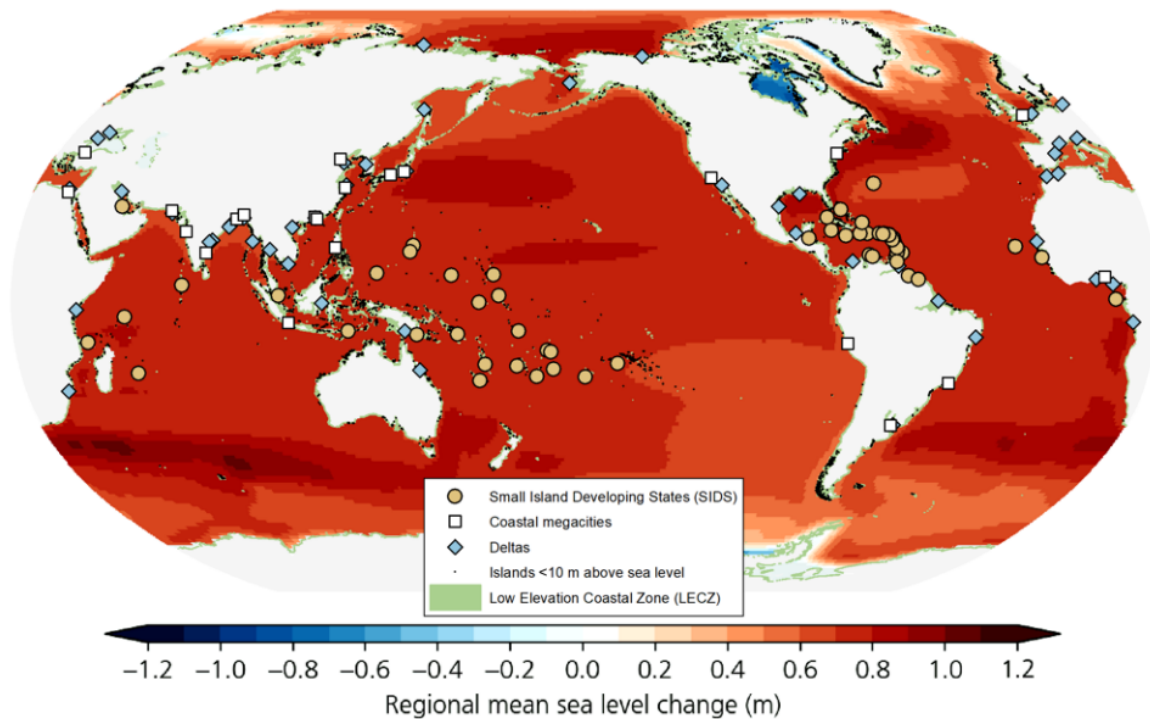 Small Island Developing States (SIDS)
Coastal megacities
Deltas
Islands <10 m above sea level
Low Elevation Coastal Zone (LECZ)
−1.2 −1.0 −0.8 −0.6 −0.4 −0.2 0.0 0.2 0.4 0.6 0.8 1.0 1.2
Regional mean sea level change (m)